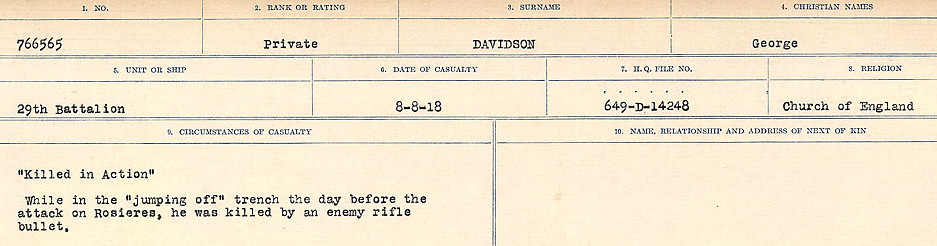 1. NO. 2. RANK OR RATING 3. SURNAME 4. CHRISTIAN NAMES
766565 Private DAVIDSON George
5. UNIT OR SHIP 6. DATE OF CASUALTY 7. H.Q. FILE NO. 8. RELIGION
29th Battalion 8-8-18 649-D-14248 Church of England
9. CIRCUMSTANCES OF CASUALTY 10. NAME, RELATIONSHIP AND ADDRESS OF NEXT OF KIN
"Killed in Action"
While in the "jumping off" trench the day before the
attack on Rosieres, he was killed by an enemy rifle
bullet.